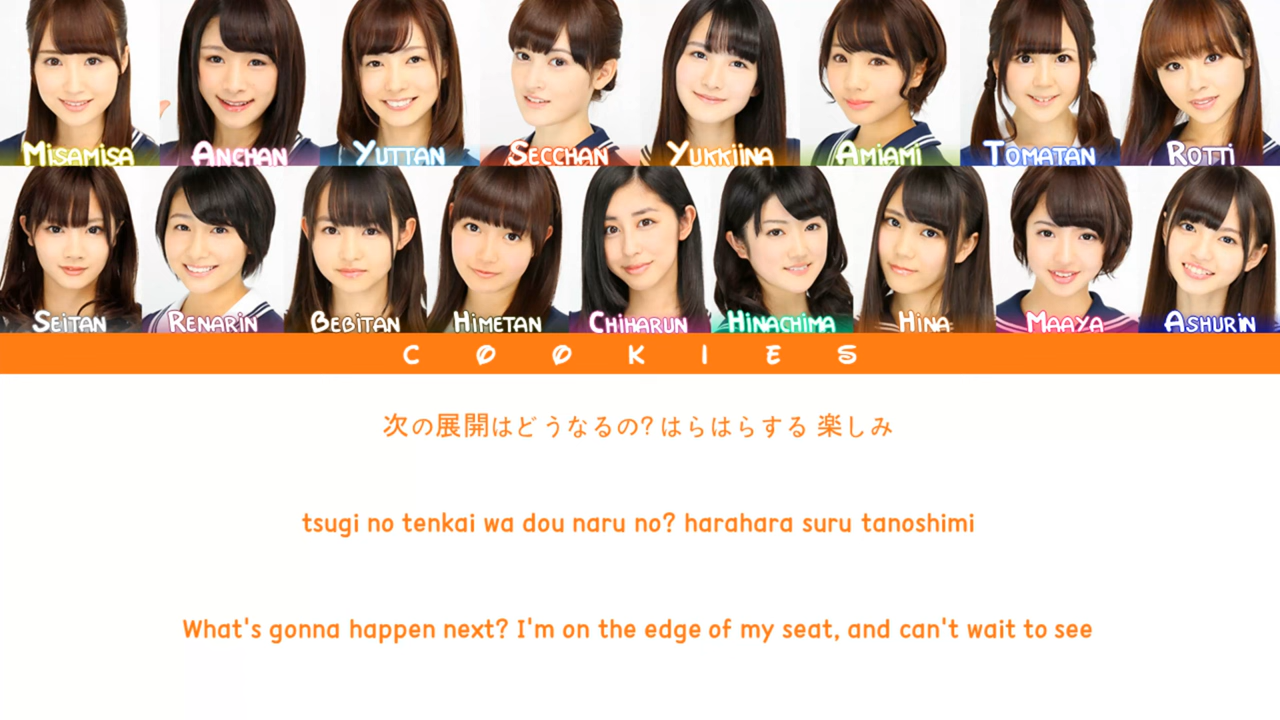 Misamisa Anchan Yuttan Secchan Yukkiina Amiami Tomatan Rotti
Seitan Renarin Bebitan Himetan Chiharun Hinachima Hina Maaya Ashurin
COOKIES
次の展開はどうなるの? はらはらする 楽しみ
tsugi no tenkai wa dou naru no? harahara suru tanoshimi
What's gonna happen next? I'm on the edge of my seat, and can't wait to see